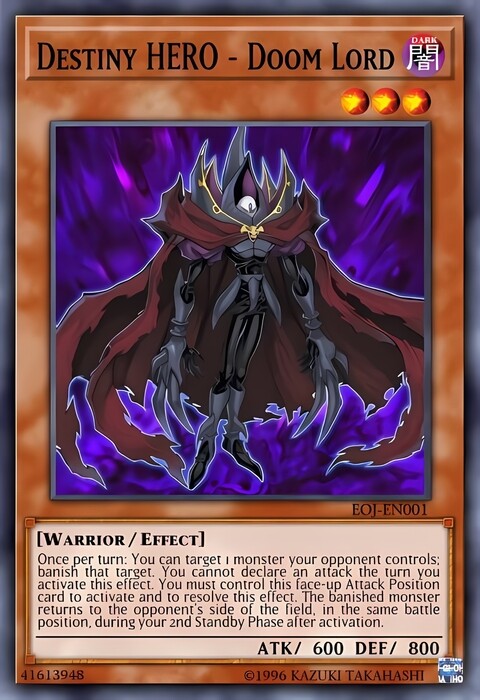 DESTINY HERO - DOOM LORD
DARK
闇
EOJ-EN001
[WARRIOR / EFFECT]
Once per turn: You can target 1 monster your opponent controls;
banish that target. You cannot declare an attack the turn you
activate this effect. You must control this face-up Attack Position
card to activate and to resolve this effect. The banished monster
returns to the opponent's side of the field, in the same battle
position, during your 2nd Standby Phase after activation.
ATK/ 600 DEF/ 800
41613948
©1996 KAZUKI TAKAHASHI